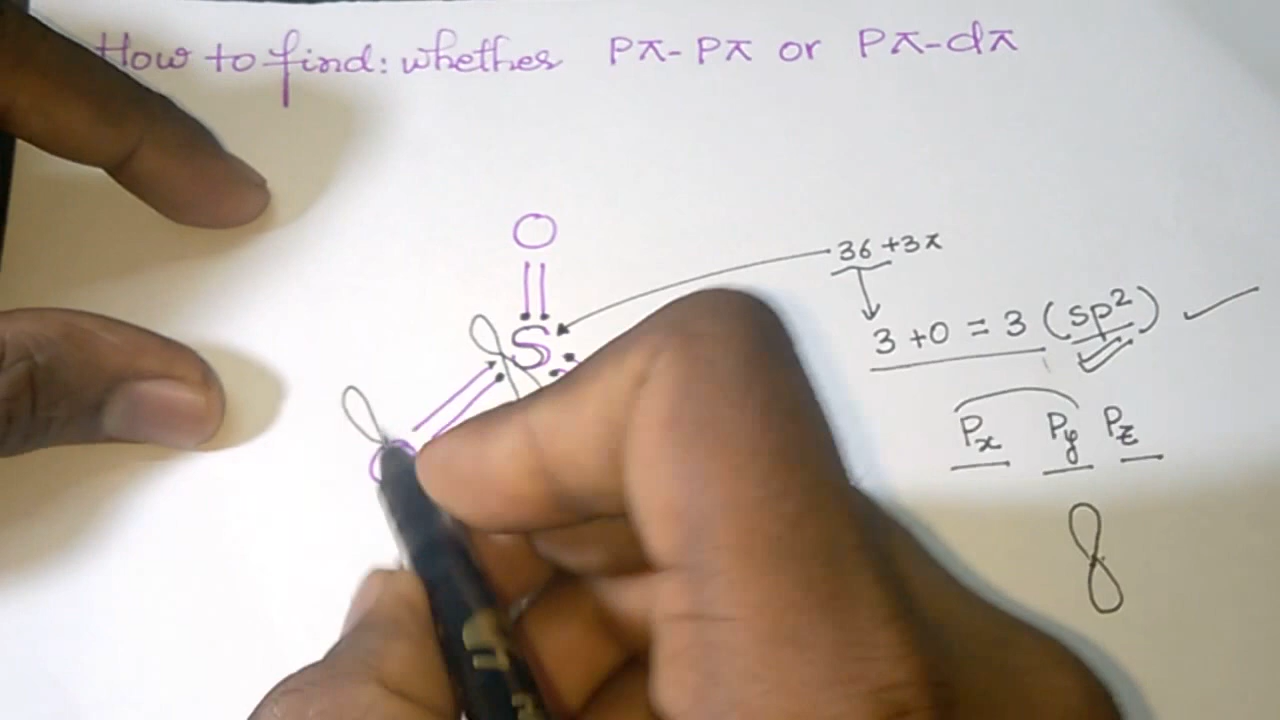 How to find: whether Pπ-Pπ or Pπ-dπ
O
S
3σ+3π
3+0 = 3 (sp²)
Px Py Pz